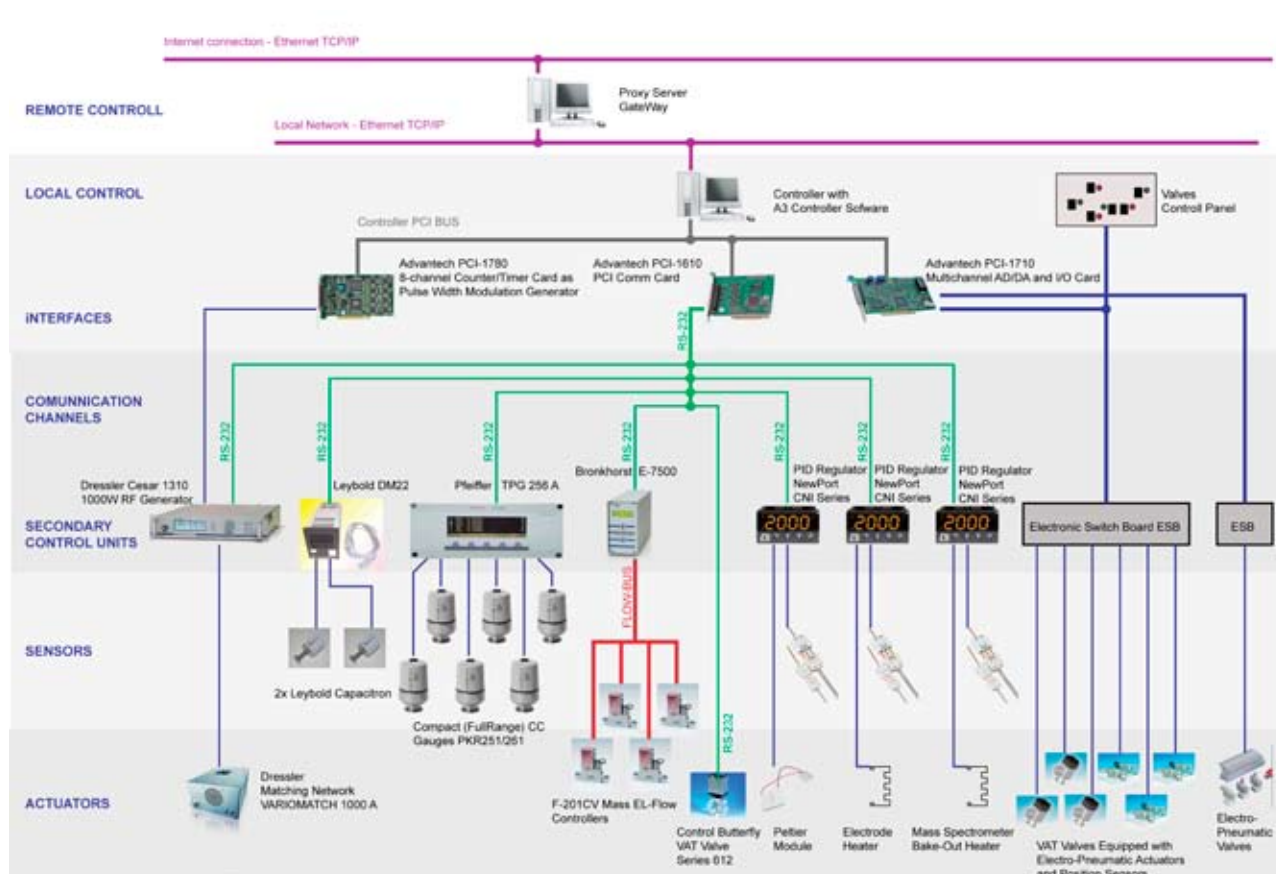 Internet connection - Ethernet TCP/IP
REMOTE CONTROLL
Proxy Server
GateWay
Local Network - Ethernet TCP/IP
LOCAL CONTROL
Controller with
A3 Controller Sofware
Valves
Controll Panel
Controller PCI BUS
Advantech PCI-1780
8-channel Counter/Timer Card as
Pulse Width Modulation Generator
Advantech PCI-1610
PCI Comm Card
Advantech PCI-1710
Multichannel AD/DA and I/O Card
iNTERFACES
RS-232
COMUNNICATION
CHANNELS
RS-232
RS-232
RS-232
RS-232
RS-232
RS-232
RS-232
Dressler Cesar 1310
1000W RF Generator
Leybold DM22
Pfeiffer TPG 256 A
Bronkhorst E-7500
PID Regulator
NewPort
CNI Series
PID Regulator
NewPort
CNI Series
PID Regulator
NewPort
CNI Series
SECONDARY
CONTROL UNITS
2000
2000
2000
Electronic Switch Board ESB
ESB
FLOW-BUS
SENSORS
2x Leybold Capacitron
Compact (FullRange) CC
Gauges PKR251/261
RS-232
ACTUATORS
Dressler
Matching Network
VARIOMATCH 1000 A
F-201CV Mass EL-Flow
Controllers
Control Butterfly
VAT Valve
Series 612
Peltier
Module
Electrode
Heater
Mass Spectrometer
Bake-Out Heater
VAT Valves Equipped with
Electro-Pneumatic Actuators
and Position Sensors
Electro-
Pneumatic
Valves